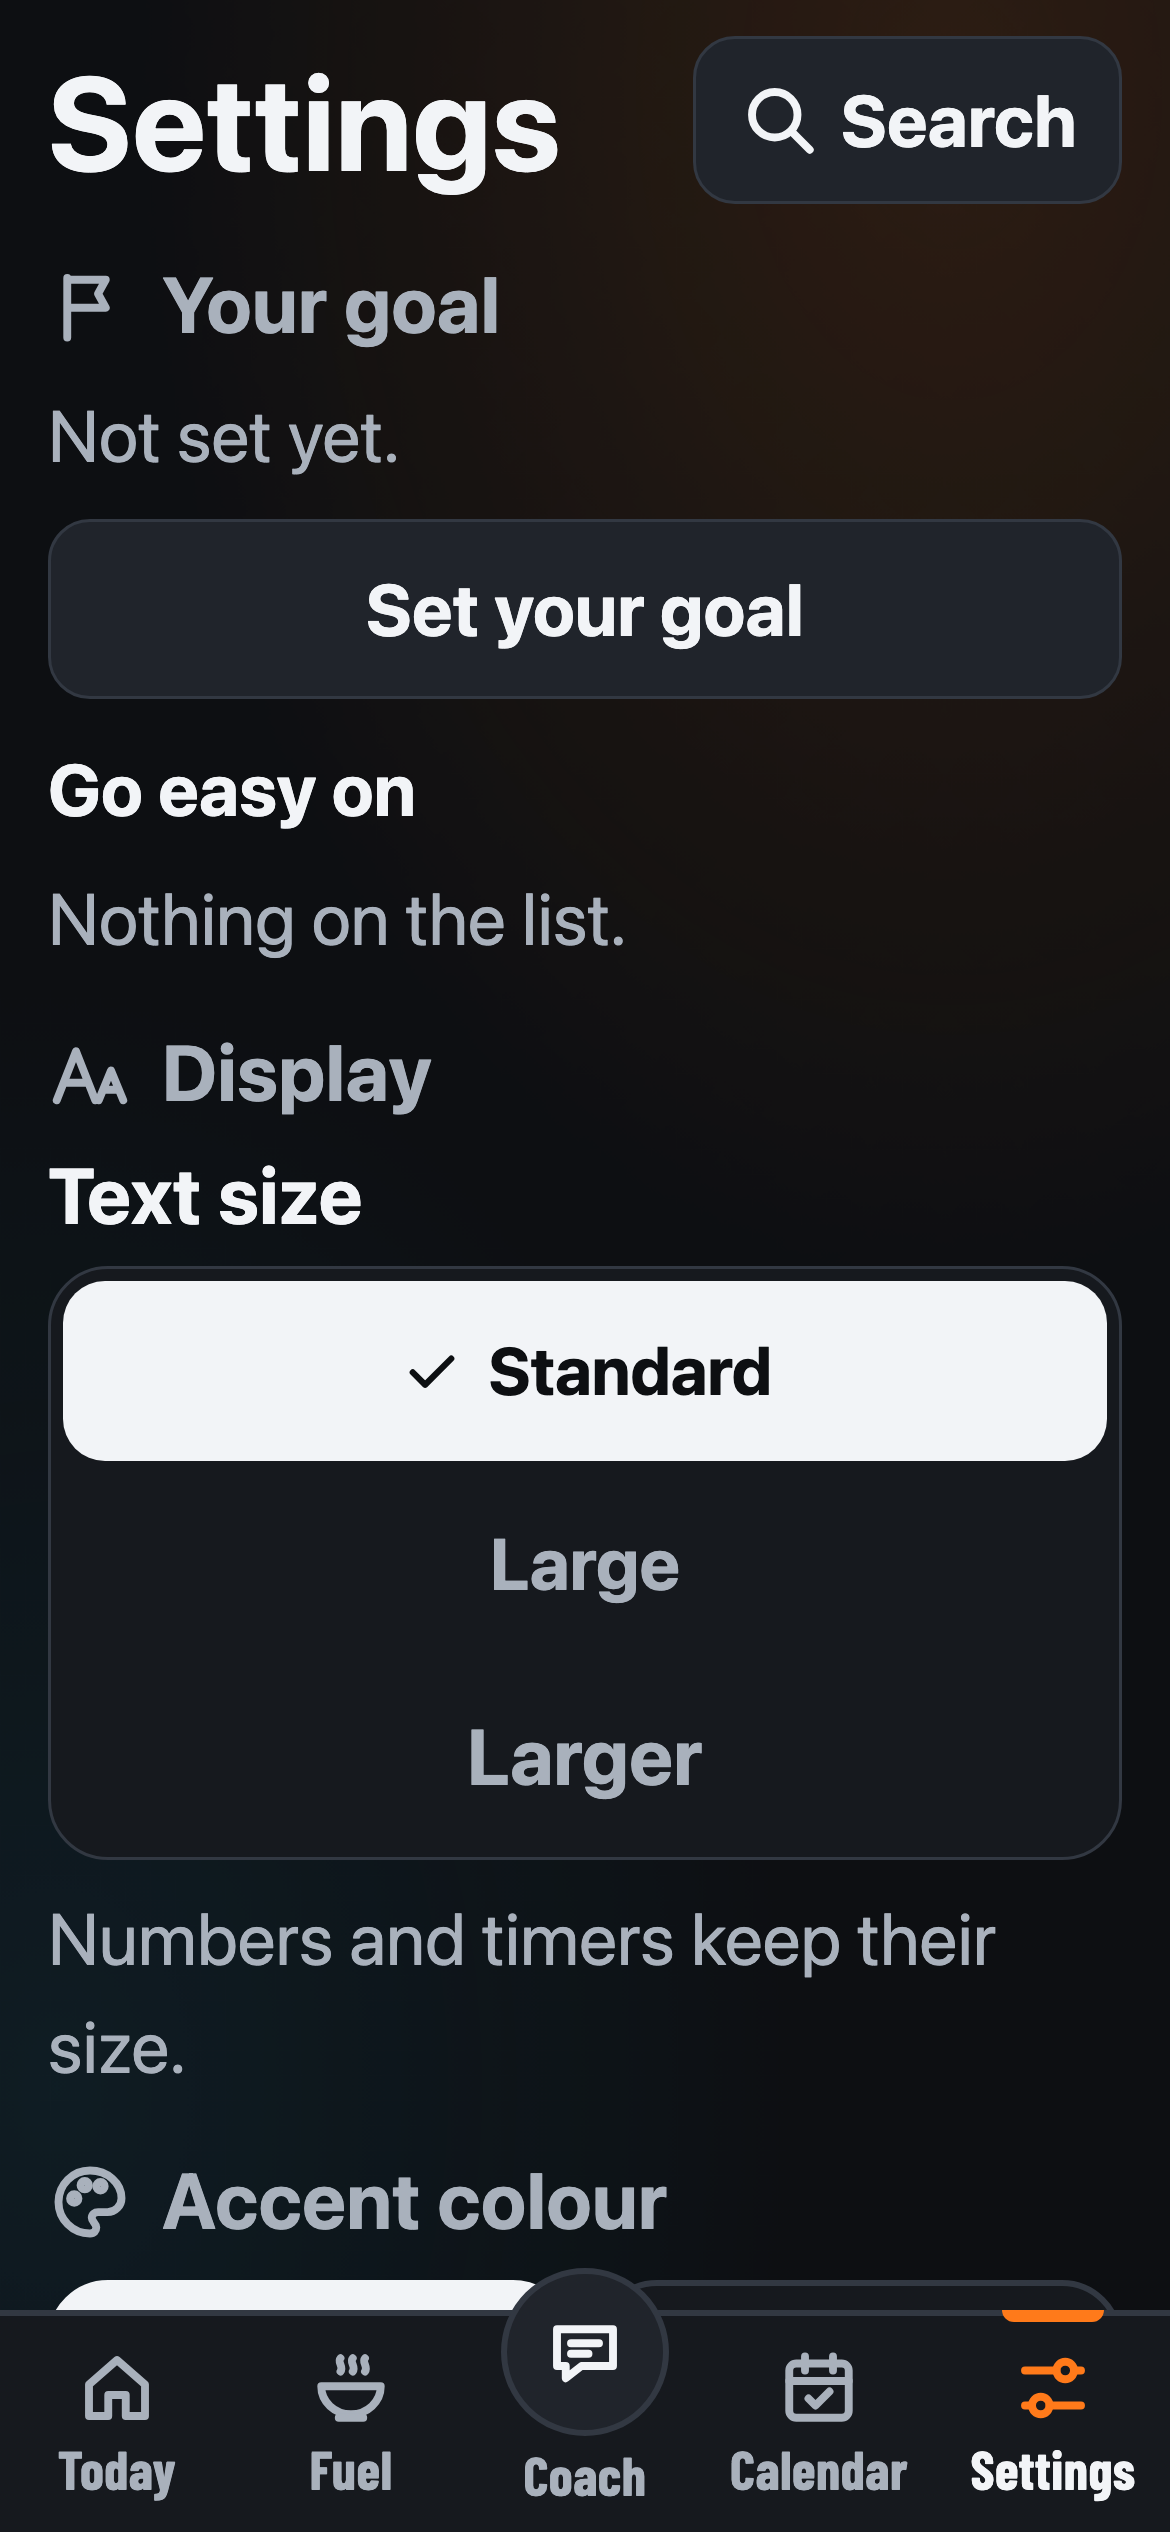 Settings
Search
Your goal
Not set yet.
Set your goal
Go easy on
Nothing on the list.
Display
Text size
Standard
Large
Larger
Numbers and timers keep their
size.
Accent colour
Today
Fuel
Coach
Calendar
Settings